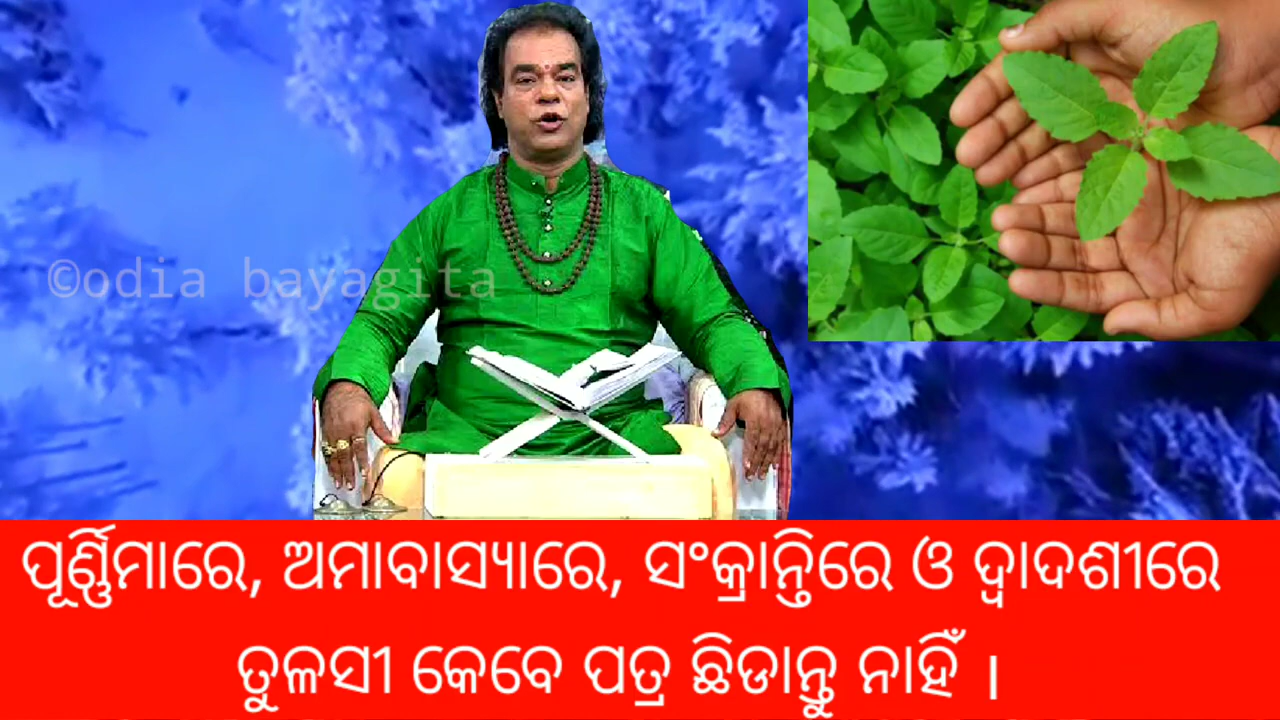 ©odia bayagita
ପୂର୍ଣ୍ଣିମାରେ, ଅମାବାସ୍ୟାରେ, ସଂକ୍ରାନ୍ତିରେ ଓ ଦ୍ୱାଦଶୀରେ
ତୁଳସୀ କେବେ ପତ୍ର ଛିଡାନ୍ତୁ ନାହିଁ ।